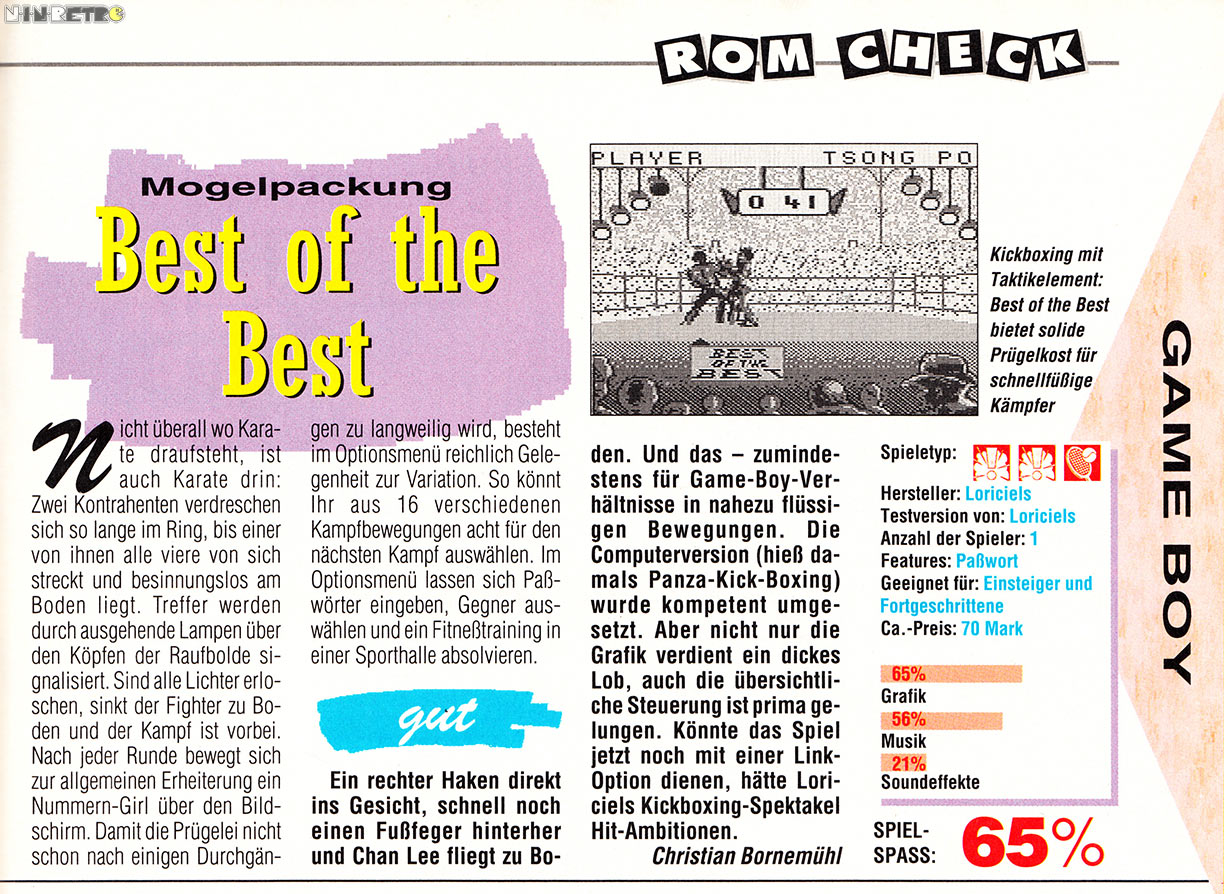 N-IN-RETRO
ROM CHECK
Mogelpackung
Best of the
Best
Nicht überall wo Kara-
te draufsteht, ist
auch Karate drin:
Zwei Kontrahenten verdreschen
sich so lange im Ring, bis einer
von ihnen alle viere von sich
streckt und besinnungslos am
Boden liegt. Treffer werden
durch ausgehende Lampen über
den Köpfen der Raufbolde si-
gnalisiert. Sind alle Lichter erlo-
schen, sinkt der Fighter zu Bo-
den und der Kampf ist vorbei.
Nach jeder Runde bewegt sich
zur allgemeinen Erheiterung ein
Nummern-Girl über den Bild-
schirm. Damit die Prügelei nicht
schon nach einigen Durchgän-
gen zu langweilig wird, besteht
im Optionsmenü reichlich Gele-
genheit zur Variation. So könnt
Ihr aus 16 verschiedenen
Kampfbewegungen acht für den
nächsten Kampf auswählen. Im
Optionsmenü lassen sich Paß-
wörter eingeben, Gegner aus-
wählen und ein Fitneßtraining in
einer Sporthalle absolvieren.
gut
Ein rechter Haken direkt
ins Gesicht, schnell noch
einen Fußfeger hinterher
und Chan Lee fliegt zu Bo-
den. Und das – zuminde-
stens für Game-Boy-Ver-
hältnisse in nahezu flüssi-
gen Bewegungen. Die
Computerversion (hieß da-
mals Panza-Kick-Boxing)
wurde kompetent umge-
setzt. Aber nicht nur die
Grafik verdient ein dickes
Lob, auch die übersichtli-
che Steuerung ist prima ge-
lungen. Könnte das Spiel
jetzt noch mit einer Link-
Option dienen, hätte Lori-
ciels Kickboxing-Spektakel
Hit-Ambitionen.
Christian Bornemühl
PLAYER TSONG PO
0 41
BEST
OF THE
BEST
Kickboxing mit
Taktikelement:
Best of the Best
bietet solide
Prügelkost für
schnellfüßige
Kämpfer
Spieletyp:
Hersteller: Loriciels
Testversion von: Loriciels
Anzahl der Spieler: 1
Features: Paßwort
Geeignet für: Einsteiger und
Fortgeschrittene
Ca.-Preis: 70 Mark
65%
Grafik
56%
Musik
21%
Soundeffekte
SPIEL-
SPASS: 65%
GAME BOY